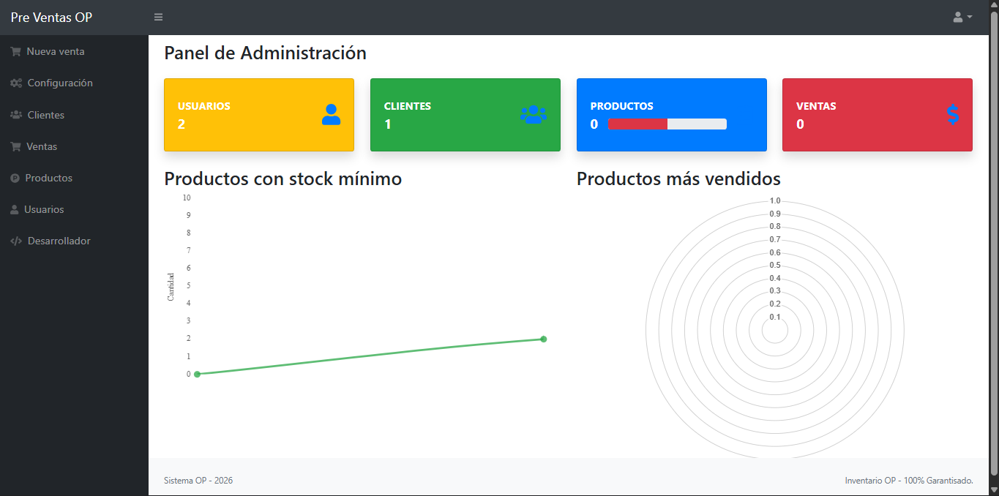 Pre Ventas OP
Nueva venta
Configuración
Clientes
Ventas
Productos
Usuarios
Desarrollador
Panel de Administración
USUARIOS
2
CLIENTES
1
PRODUCTOS
0
VENTAS
0
Productos con stock mínimo
10
9
8
7
6
5
4
3
2
1
0
Cantidad
Productos más vendidos
1.0
0.9
0.8
0.7
0.6
0.5
0.4
0.3
0.2
0.1
Sistema OP - 2026
Inventario OP - 100% Garantisado.